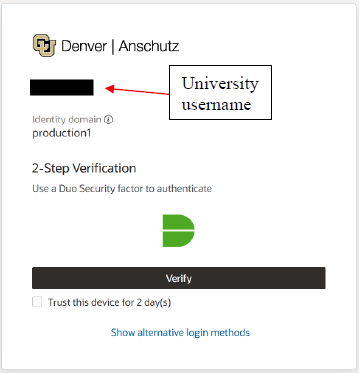 Denver | Anschutz
University
username
Identity domain
production1
2-Step Verification
Use a Duo Security factor to authenticate
Verify
Trust this device for 2 day(s)
Show alternative login methods